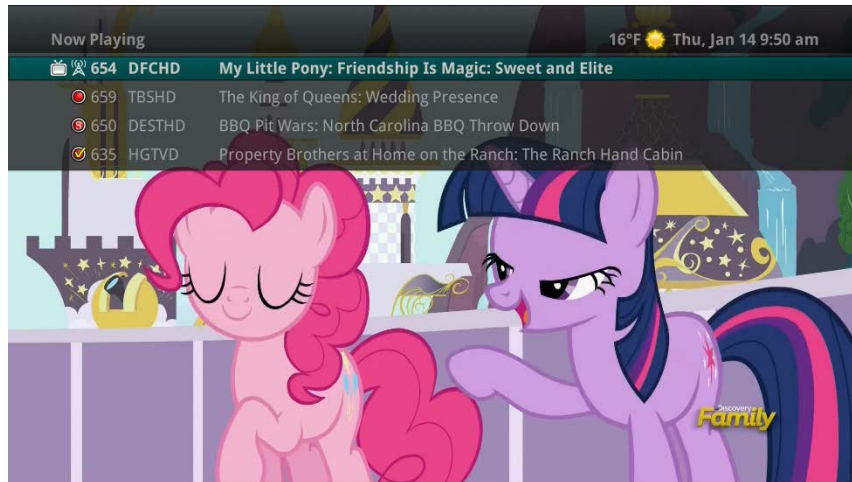 Now Playing 16°F Thu, Jan 14 9:50 am
654 DFCHD My Little Pony: Friendship Is Magic: Sweet and Elite
659 TBSHD The King of Queens: Wedding Presence
S 650 DESTHD BBQ Pit Wars: North Carolina BBQ Throw Down
635 HGTVD Property Brothers at Home on the Ranch: The Ranch Hand Cabin
Discovery
Family